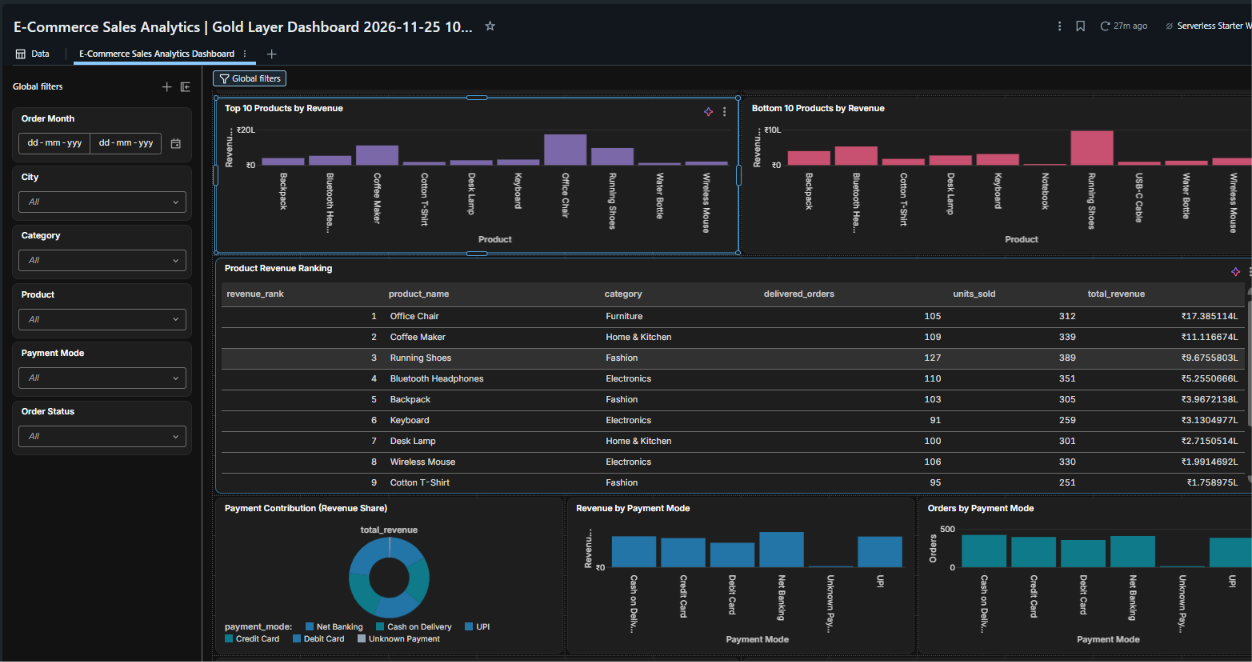 E-Commerce Sales Analytics | Gold Layer Dashboard 2026-11-25 10...
27m ago
Serverless Starter W
Data
E-Commerce Sales Analytics Dashboard
Global filters
Global filters
Order Month
dd - mm - yyy
dd - mm - yyy
City
All
Category
All
Product
All
Payment Mode
All
Order Status
All
Top 10 Products by Revenue
Revenu...
₹20L
₹0
Backpack
Bluetooth Hea...
Coffee Maker
Cotton T-Shirt
Desk Lamp
Keyboard
Office Chair
Running Shoes
Water Bottle
Wireless Mouse
Product
Bottom 10 Products by Revenue
Revenu...
₹10L
₹0
Backpack
Bluetooth Hea...
Cotton T-Shirt
Desk Lamp
Keyboard
Notebook
Running Shoes
USB-C Cable
Water Bottle
Wireless Mouse
Product
Product Revenue Ranking
revenue_rank product_name category delivered_orders units_sold total_revenue
1 Office Chair Furniture 105 312 ₹17.385114L
2 Coffee Maker Home & Kitchen 109 339 ₹11.116674L
3 Running Shoes Fashion 127 389 ₹9.6755803L
4 Bluetooth Headphones Electronics 110 351 ₹5.2550666L
5 Backpack Fashion 103 305 ₹3.9672138L
6 Keyboard Electronics 91 259 ₹3.1304977L
7 Desk Lamp Home & Kitchen 100 301 ₹2.7150514L
8 Wireless Mouse Electronics 106 330 ₹1.9914692L
9 Cotton T-Shirt Fashion 95 251 ₹1.758975L
Payment Contribution (Revenue Share)
total_revenue
payment_mode: Net Banking Cash on Delivery UPI
Credit Card Debit Card Unknown Payment
Revenue by Payment Mode
Revenu...
₹0
Cash on Deliv...
Credit Card
Debit Card
Net Banking
Unknown Pay...
UPI
Payment Mode
Orders by Payment Mode
Orders
500
0
Cash on Deliv...
Credit Card
Debit Card
Net Banking
Unknown Pay...
UPI
Payment Mode